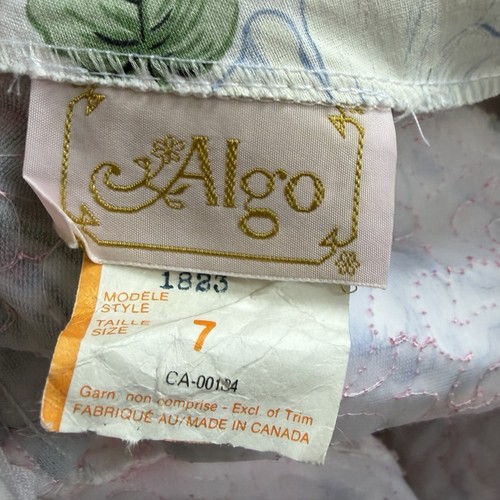 Algo
1823
MODÈLE
STYLE
TAILLE
SIZE 7
CA-00134
Garn. non comprise - Excl. of Trim
FABRIQUÉ AU/MADE IN CANADA